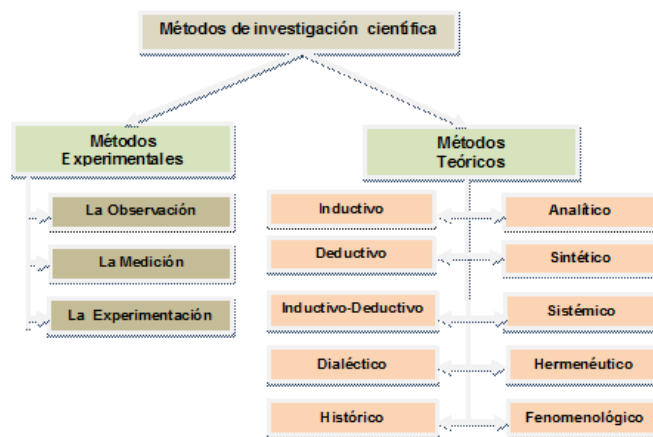 Métodos de investigación científica
Métodos
Experimentales
La Observación
La Medición
La Experimentación
Métodos
Teóricos
Inductivo
Analítico
Deductivo
Sintético
Inductivo-Deductivo
Sistémico
Dialéctico
Hermenéutico
Histórico
Fenomenológico